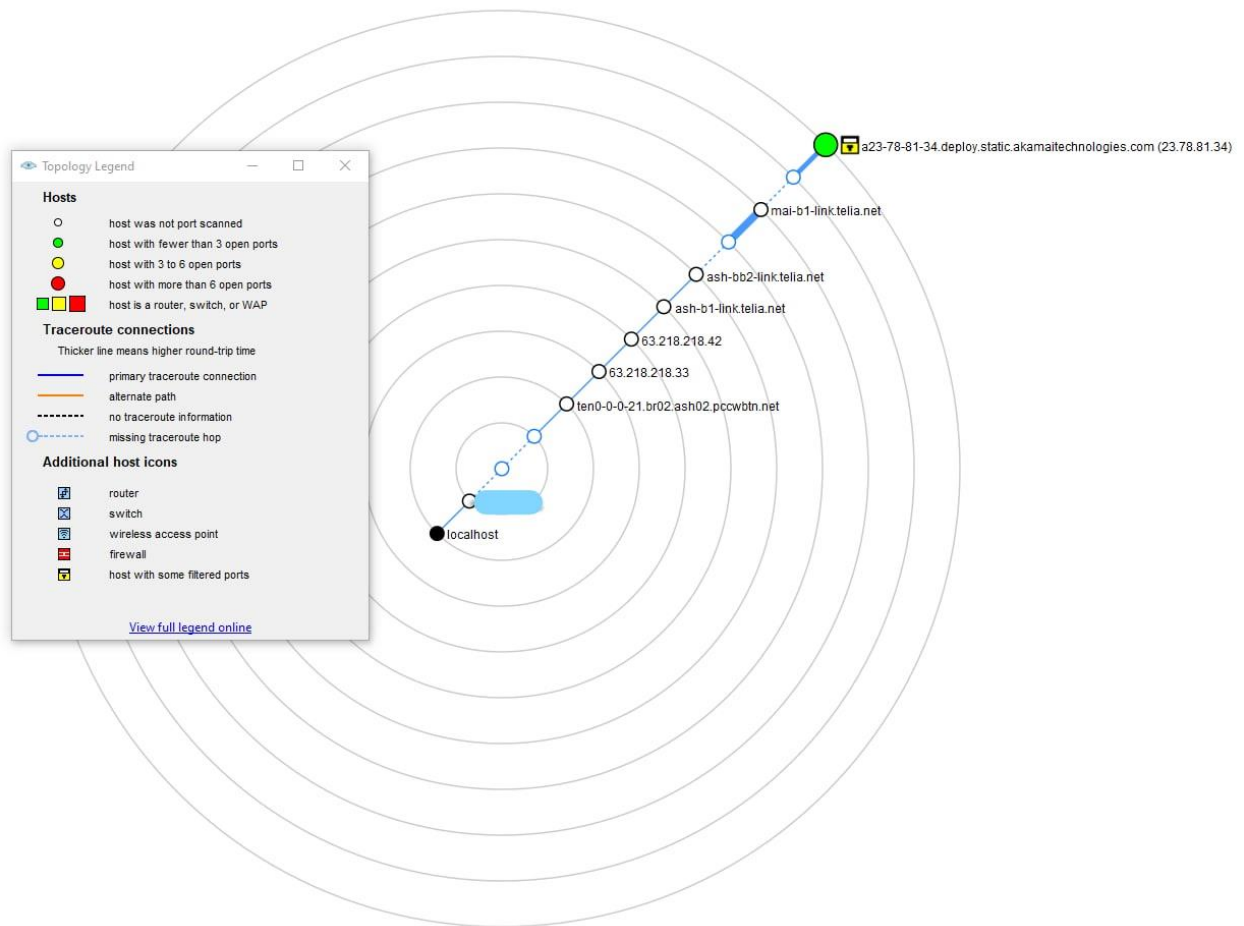 Topology Legend
Hosts
host was not port scanned
host with fewer than 3 open ports
host with 3 to 6 open ports
host with more than 6 open ports
host is a router, switch, or WAP
Traceroute connections
Thicker line means higher round-trip time
primary traceroute connection
alternate path
no traceroute information
missing traceroute hop
Additional host icons
router
switch
wireless access point
firewall
host with some filtered ports
View full legend online
a23-78-81-34.deploy.static.akamaitechnologies.com (23.78.81.34)
mai-b1-link.telia.net
ash-bb2-link.telia.net
ash-b1-link.telia.net
63.218.218.42
63.218.218.33
ten0-0-0-21.br02.ash02.pccwbtn.net
localhost